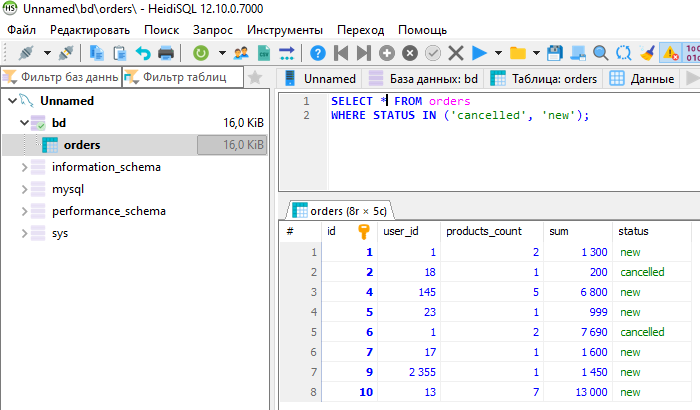 Unnamed\bd\orders\ - HeidiSQL 12.10.0.7000
Файл Редактировать Поиск Запрос Инструменты Переход Справка
Фильтр баз даннь Фильтр таблиц
Unnamed База данных: bd Таблица: orders Данные
Unnamed
bd 16,0 KiB
orders 16,0 KiB
information_schema
mysql
performance_schema
sys
1 SELECT * FROM orders
2 WHERE STATUS IN ('cancelled', 'new');
orders (8r × 5c)
# id user_id products_count sum status
1 1 1 2 1 300 new
2 2 18 1 200 cancelled
3 4 145 5 6 800 new
4 5 23 1 999 new
5 6 1 2 7 690 cancelled
6 7 17 1 1 600 new
7 9 2 355 1 1 450 new
8 10 13 7 13 000 new